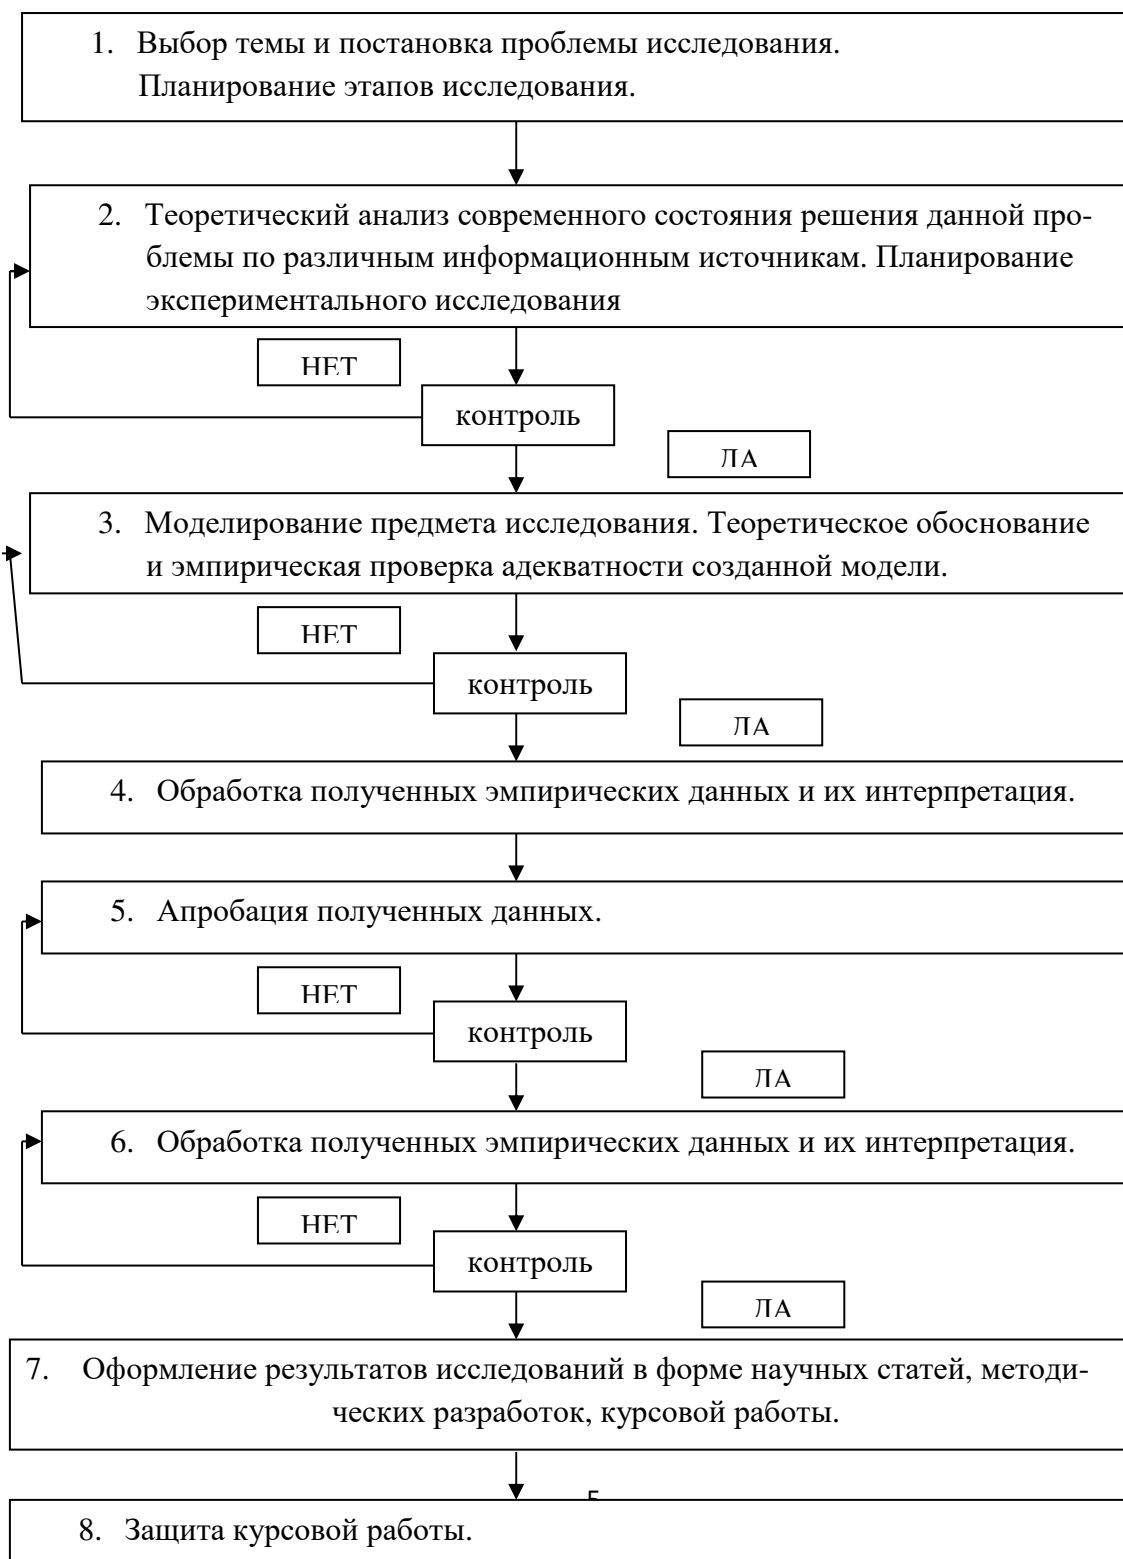 1. Выбор темы и постановка проблемы исследования.
Планирование этапов исследования.
2. Теоретический анализ современного состояния решения данной про-
блемы по различным информационным источникам. Планирование
экспериментального исследования
НЕТ
контроль
ДА
3. Моделирование предмета исследования. Теоретическое обоснование
и эмпирическая проверка адекватности созданной модели.
НЕТ
контроль
ДА
4. Обработка полученных эмпирических данных и их интерпретация.
5. Апробация полученных данных.
НЕТ
контроль
ДА
6. Обработка полученных эмпирических данных и их интерпретация.
НЕТ
контроль
ДА
7. Оформление результатов исследований в форме научных статей, методи-
ческих разработок, курсовой работы.
8. Защита курсовой работы.